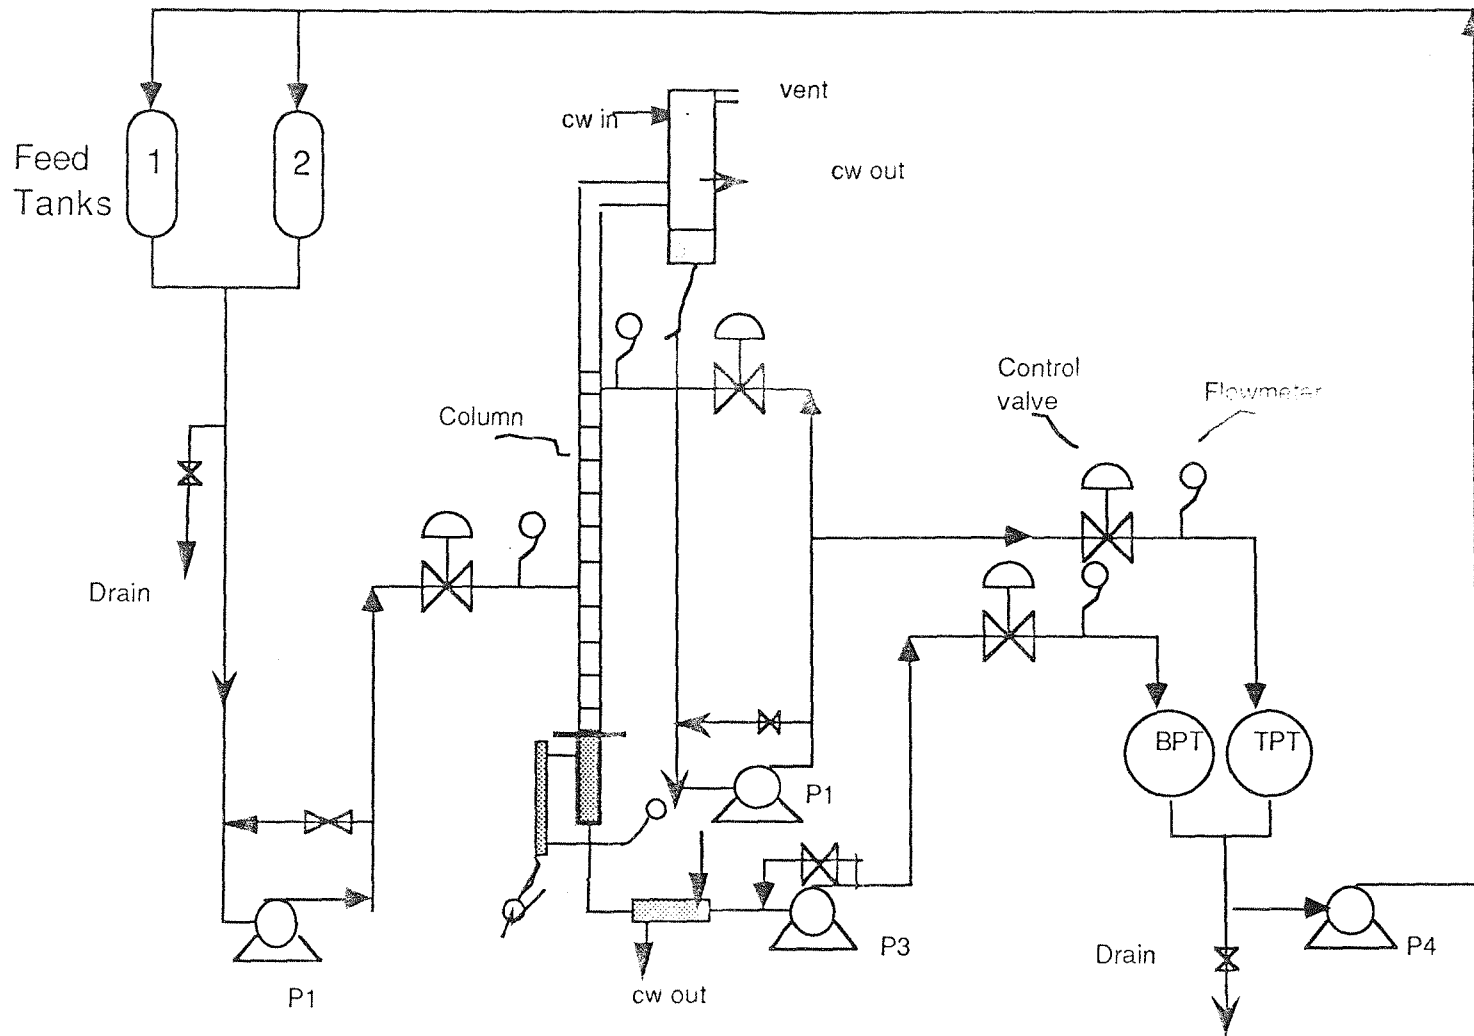 vent
cw in
Feed
Tanks
1
2
cw out
Control
valve
Flowmeter
Column
Drain
BPT
TPT
P1
P3
Drain
P4
P1
cw out